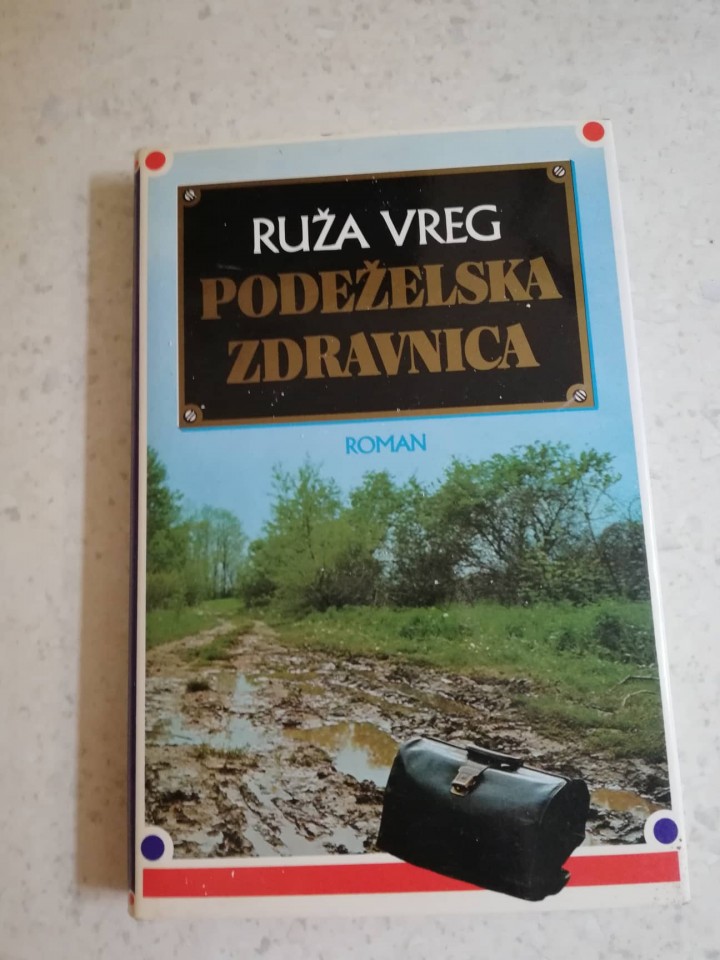 RUŽA VREG
PODEŽELSKA
ZDRAVNICA
ROMAN